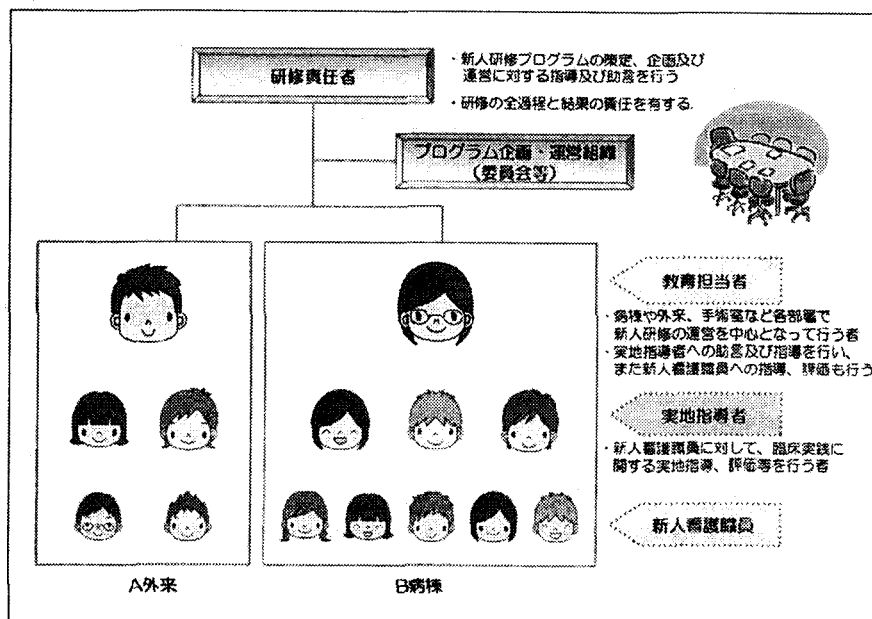 研修責任者
・新人研修プログラムの策定、企画及び
運営に対する指導及び助言を行う
・研修の全過程と結果の責任を有する.
プログラム企画・運営組織
(委員会等)
教育担当者
・病棟や外来、手術室など各部署で
新人研修の運営を中心となって行う者
・実地指導者への助言及び指導を行い、
また新人看護職員への指導、評価も行う
実地指導者
・新人看護職員に対して、臨床実践に
関する実地指導、評価等を行う者
新人看護職員
A外来
B病棟